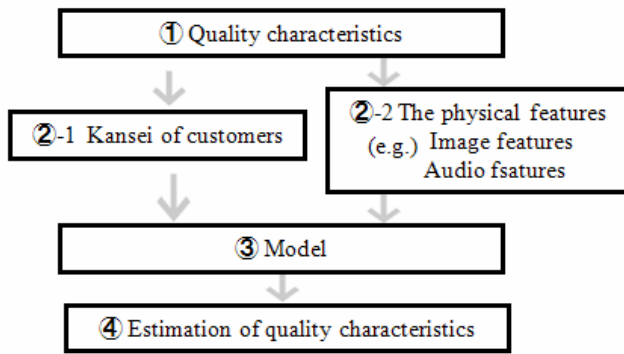 ① Quality characteristics
②-1 Kansei of customers
②-2 The physical features
(e.g.) Image features
Audio fsatures
③ Model
④ Estimation of quality characteristics